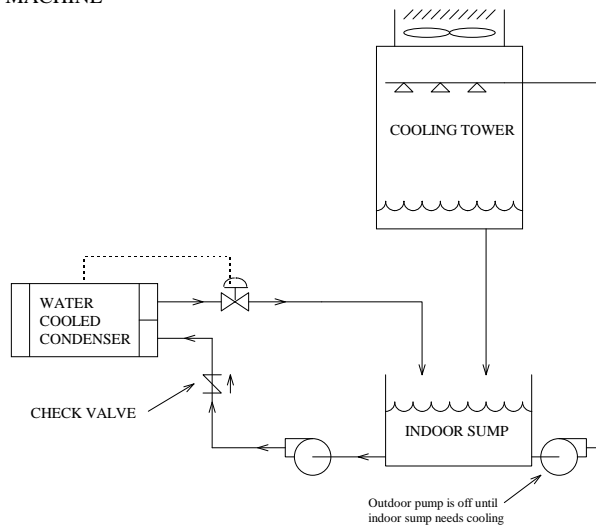 MACHINE
COOLING TOWER
WATER
COOLED
CONDENSER
CHECK VALVE
INDOOR SUMP
Outdoor pump is off until
indoor sump needs cooling